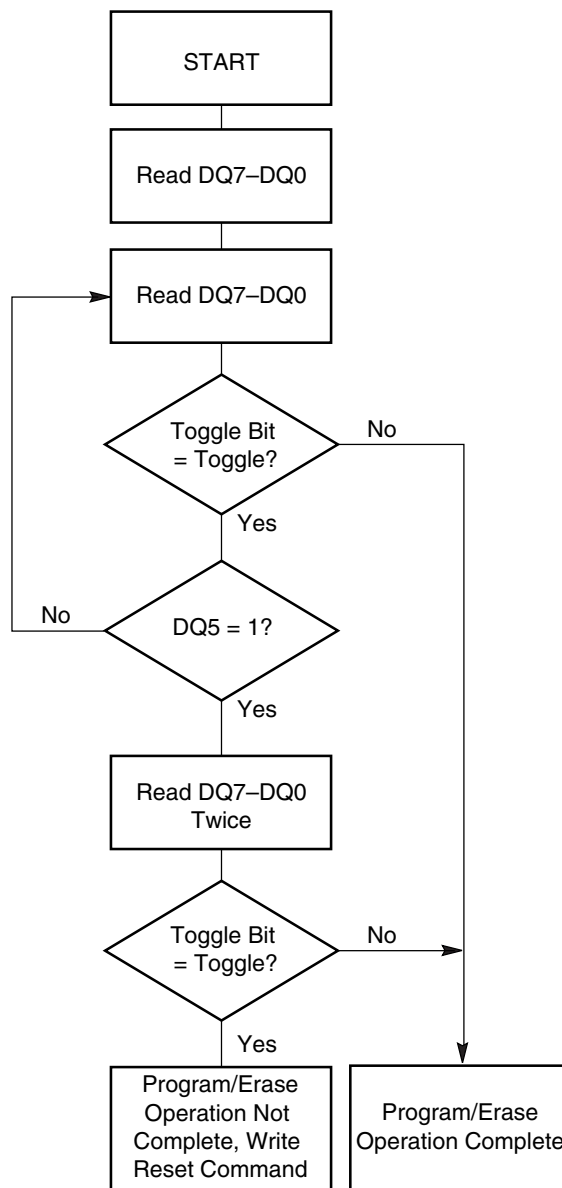 START
Read DQ7–DQ0
Read DQ7–DQ0
Toggle Bit
= Toggle?
No
Yes
No
DQ5 = 1?
Yes
Read DQ7–DQ0
Twice
Toggle Bit
= Toggle?
No
Yes
Program/Erase
Operation Not
Complete, Write
Reset Command
Program/Erase
Operation Complete